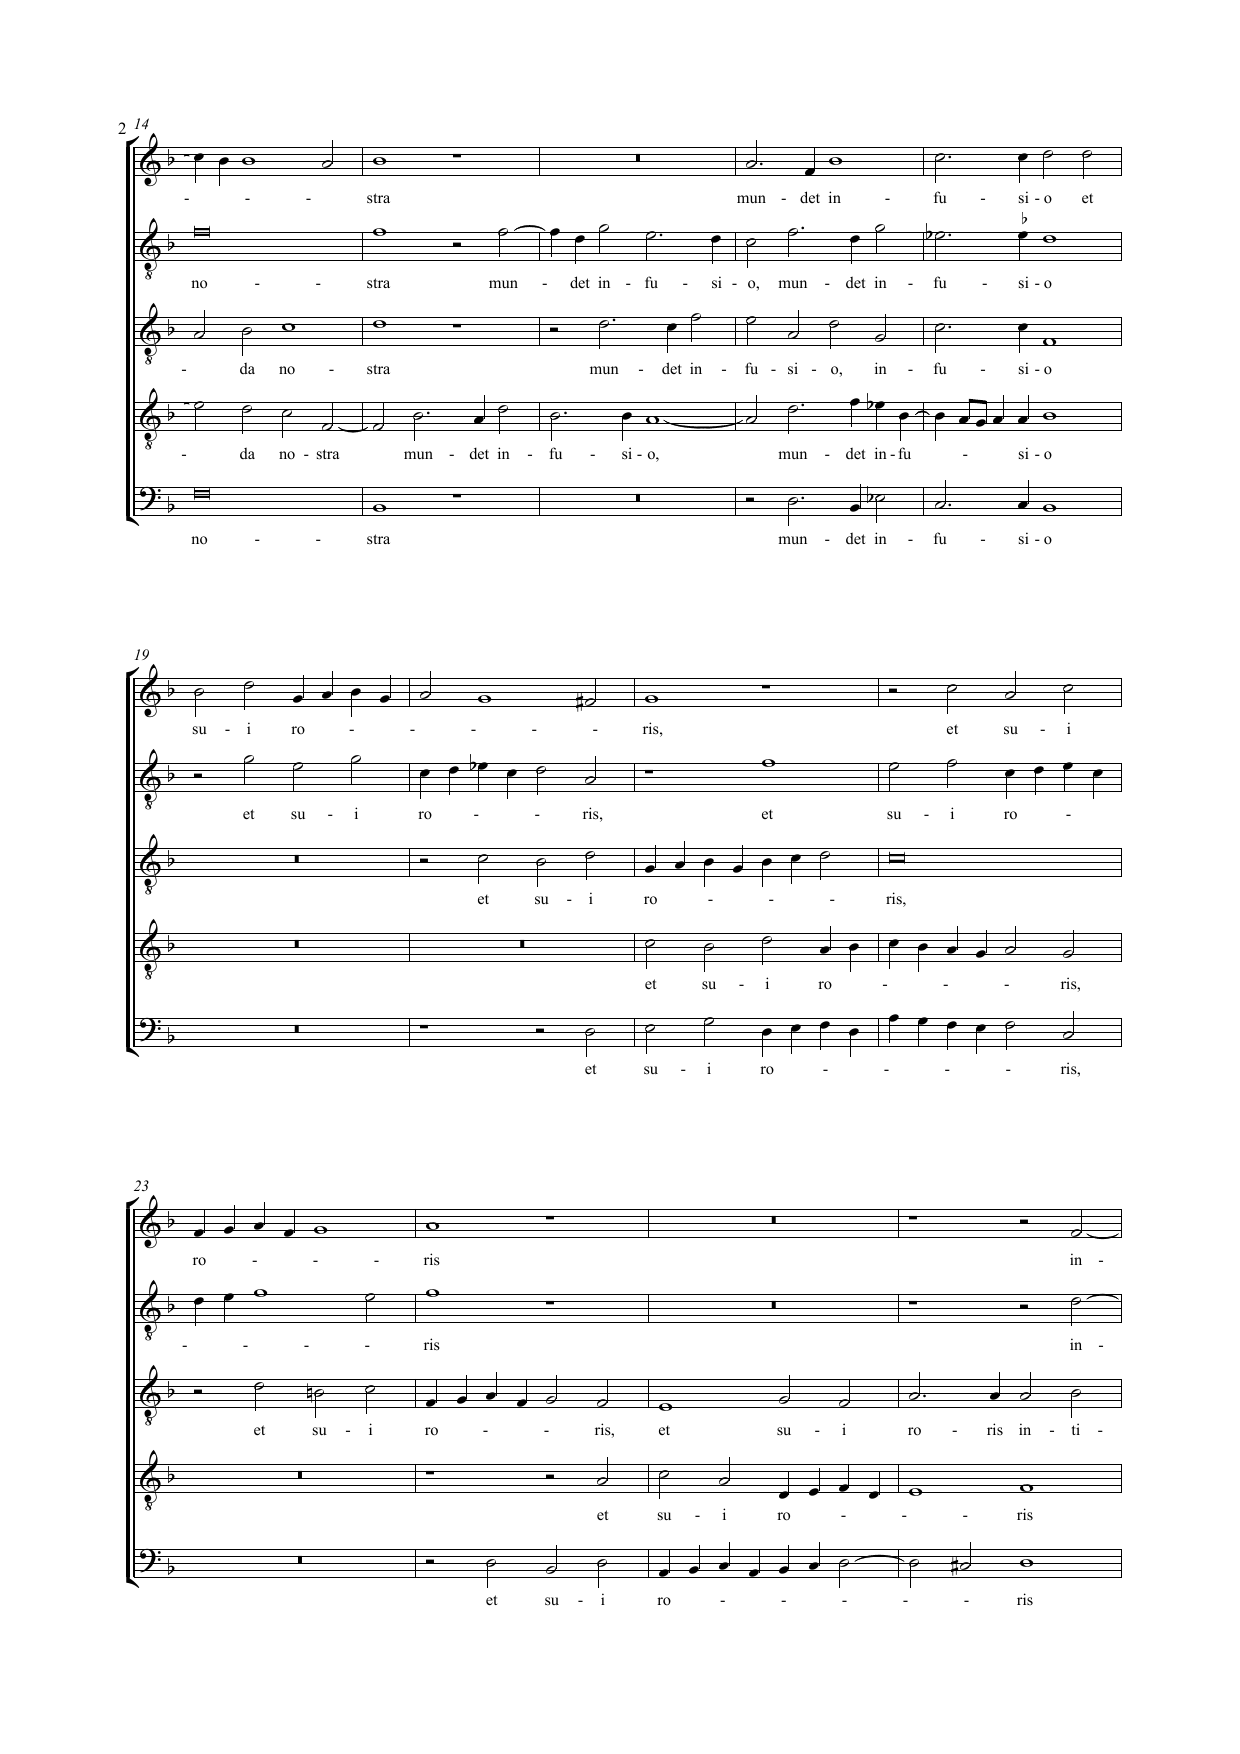 2 14
- - - stra mun - det in - fu - si - o et
♭
no - - stra mun - det in - fu - si - o, mun - det in - fu - si - o
- da no - stra mun - det in - fu - si - o, in - fu - si - o
- da no - stra mun - det in - fu - si - o, mun - det in - fu - - si - o
no - - stra mun - det in - fu - si - o
19
su - i ro - - - - - ris, et su - i
et su - i ro - - ris, et su - i ro -
et su - i ro - - - ris,
et su - i ro - - - ris,
et su - i ro - - - - ris,
23
ro - - - ris in -
- - - - ris in -
et su - i ro - - ris, et su - i ro - ris in - ti -
et su - i ro - - - ris
et su - i ro - - - - - ris